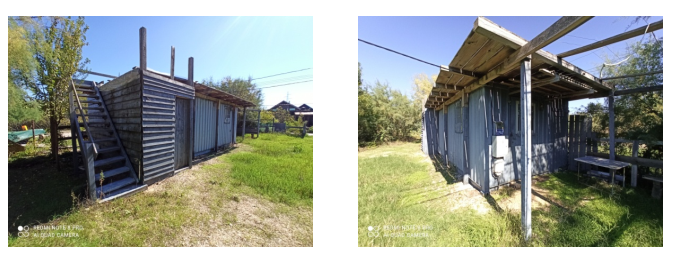 REDMI NOTE 8 PRO
AI QUAD CAMERA
REDMI NOTE 8 PRO
AI QUAD CAMERA